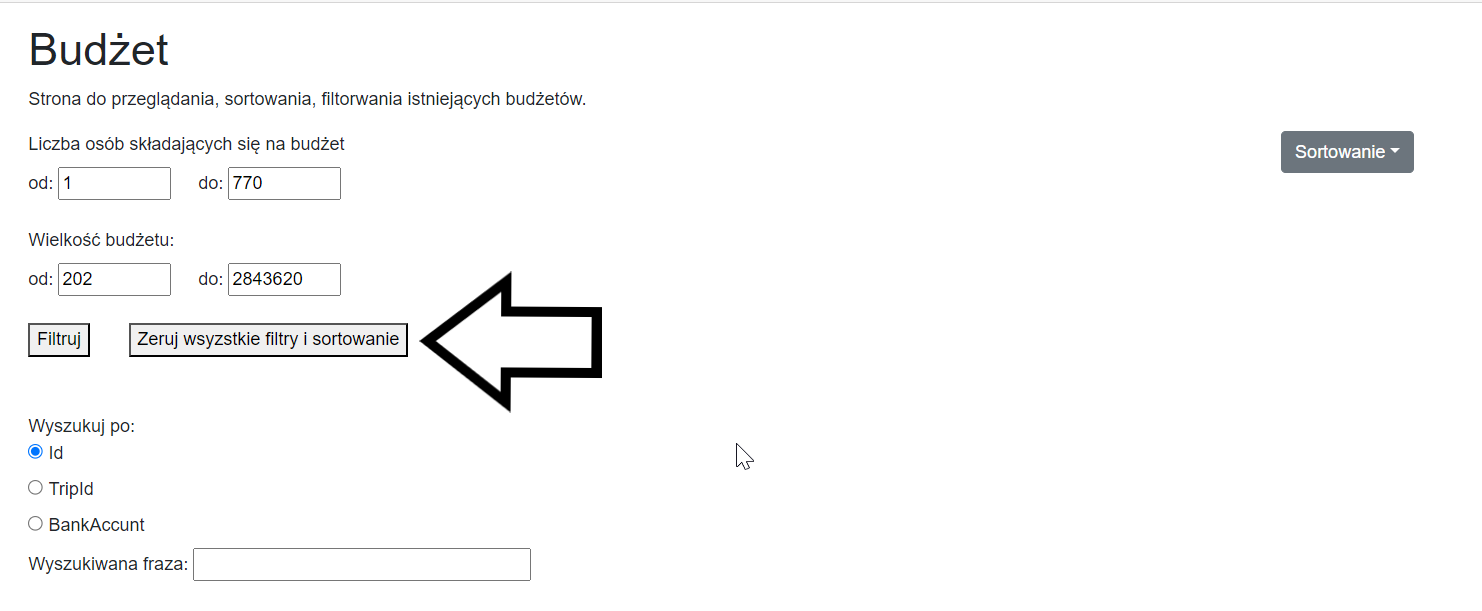 Budżet
Strona do przeglądania, sortowania, filtorwania istniejących budżetów.
Liczba osób składających się na budżet
Sortowanie
od: 1 do: 770
Wielkość budżetu:
od: 202 do: 2843620
Filtruj Zeruj wsyzstkie filtry i sortowanie
Wyszukuj po:
Id
TripId
BankAccunt
Wyszukiwana fraza: